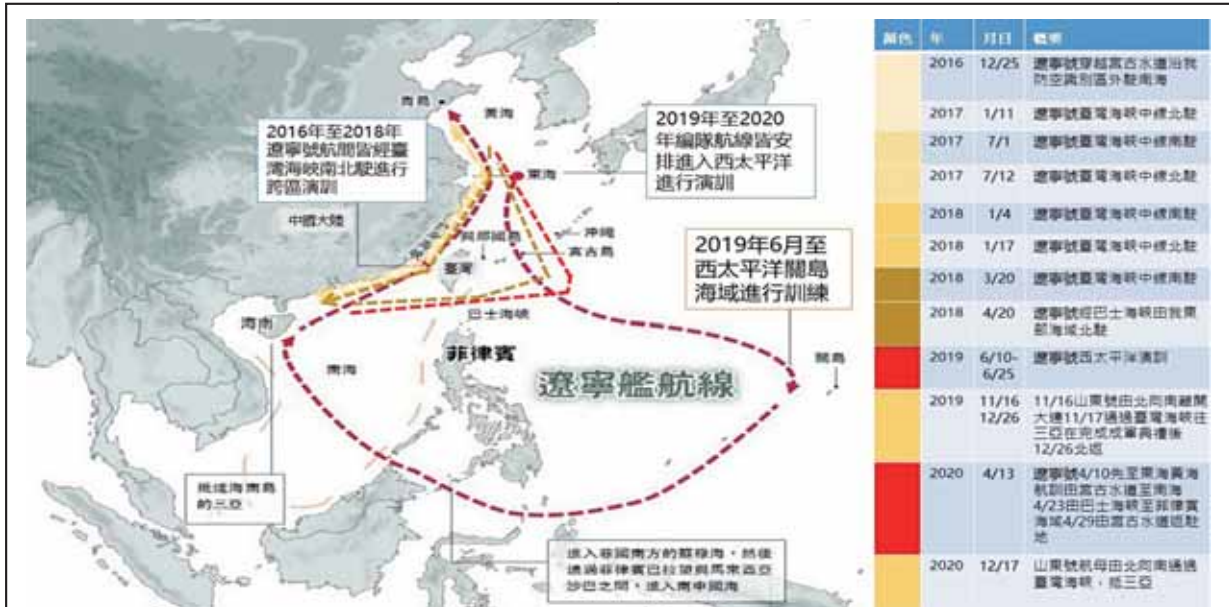 青島
黃海
2016年至2018年
遼寧號航間皆經臺
灣海峽南北駛進行
跨區演訓
2019年至2020
年編隊航線皆安
排進入西太平洋
進行演訓
東海
中國大陸
與那國島
沖繩
宮古島
臺灣
2019年6月至
西太平洋關島
海域進行訓練
巴士海峽
海南
南海
菲律賓
關島
遼寧艦航線
抵達海南島
的三亞。
進入菲國南方的蘇祿海，然後
通過菲律賓巴拉望與馬來西亞
沙巴之間，進入南中國海
顏色 年 月日 概要
2016 12/25 遼寧號穿越宮古水道沿我
防空識別區外駛南海
2017 1/11 遼寧號臺灣海峽中線北駛
2017 7/1 遼寧號臺灣海峽中線南駛
2017 7/12 遼寧號臺灣海峽中線北駛
2018 1/4 遼寧號臺灣海峽中線南駛
2018 1/17 遼寧號臺灣海峽中線北駛
2018 3/20 遼寧號臺灣海峽中線南駛
2018 4/20 遼寧號經巴士海峽由我東
部海域北駛
2019 6/10-
6/25 遼寧號西太平洋演訓
2019 11/16
12/26 11/16山東號由北向南離開
大連11/17通過臺灣海峽往
三亞在完成成軍典禮後
12/26北返
2020 4/13 遼寧號4/10先至東海黃海
航訓由宮古水道至南海
4/23由巴士海峽至菲律賓
海域4/29由宮古水道返駐
地
2020 12/17 山東號航母由北向南通過
臺灣海峽，抵三亞